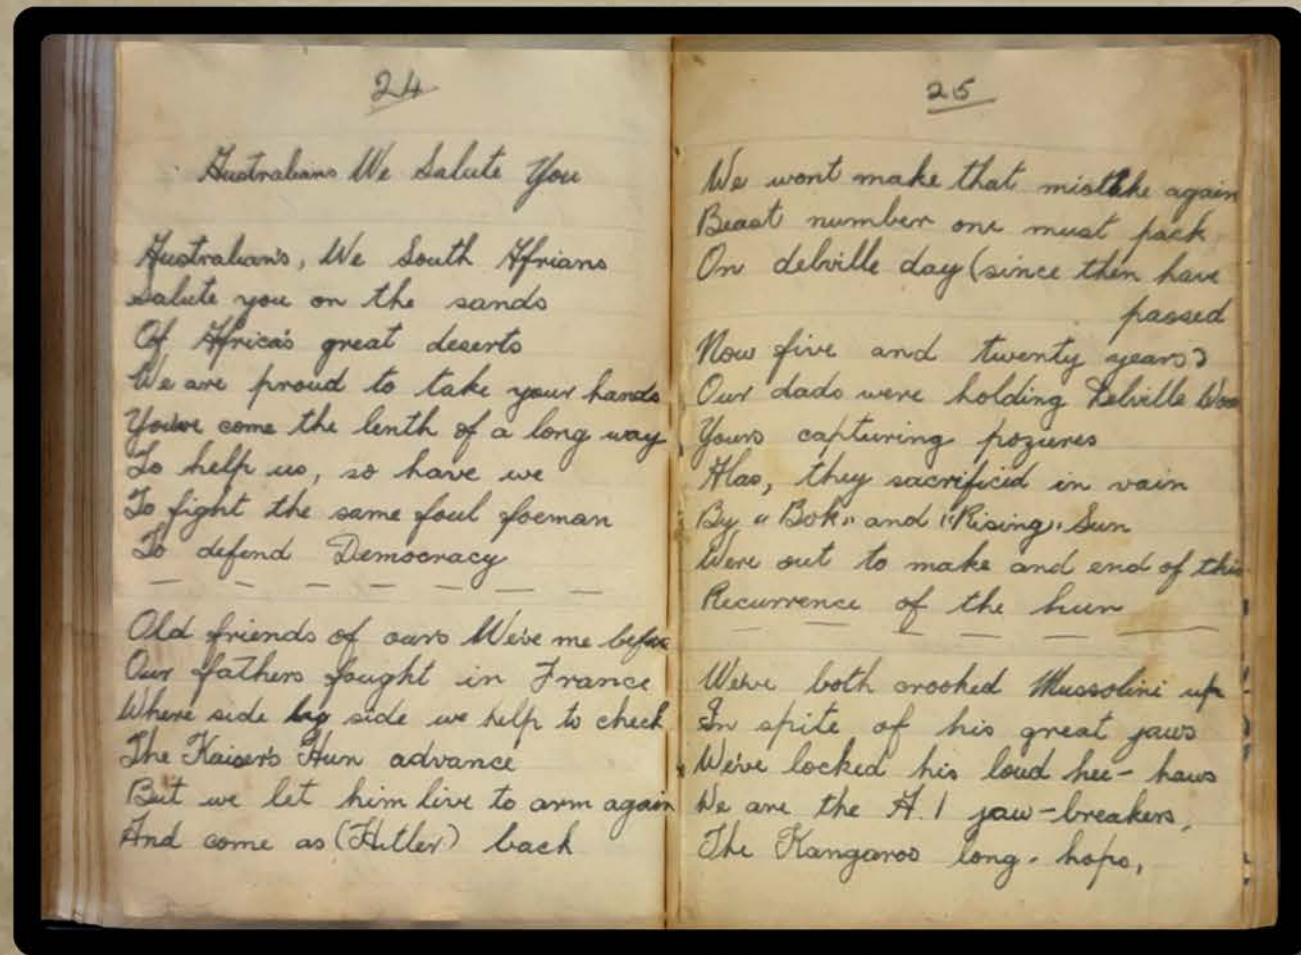 24
Australians We Salute You
Australian's, We South Afrians
Salute you on the sands
Of Africa's great deserts
We are proud to take your hands
You've come the lenth of a long way
To help us, so have we
To fight the same foul foeman
To defend Democracy
Old friends of ours We've me before
Our fathers fought in France
Where side by side we help to check
The Kaiser's Hun advance
But we let him live to arm again
And come as (Hitler) back
25
We wont make that mistake again
Beast number one must pack
On delville day (since then have
passed
Now five and twenty years)
Our dads were holding Delville
Yours capturing pozieres
Alas, they sacrificid in vain
By "Bok" and "Rising" Sun
Were out to make and end of this
Recurrence of the hun
We've both crooked Mussolini up
In spite of his great jaws
We've locked his loud hee-haws
We are the A.1 jaw-breakers,
The Kangaroo long-hops,